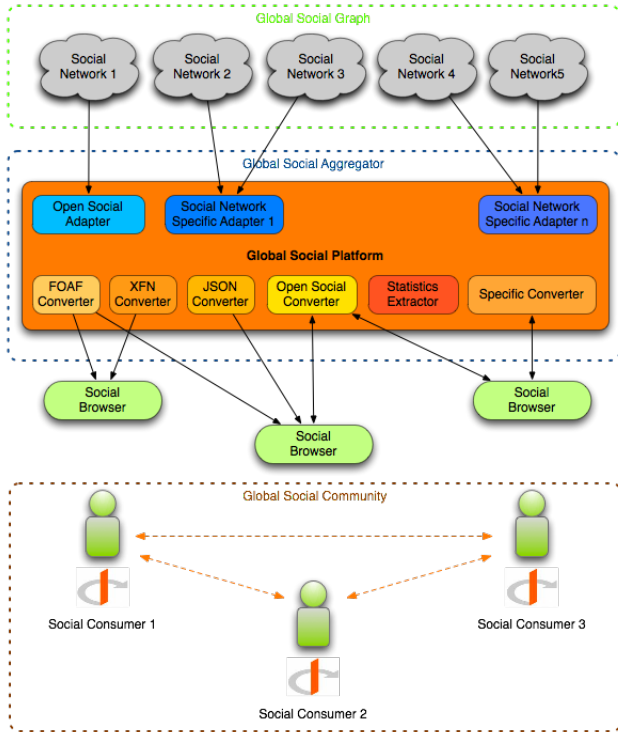 Global Social Graph
Social
Network 1
Social
Network 2
Social
Network 3
Social
Network 4
Social
Network5
Global Social Aggregator
Open Social
Adapter
Social Network
Specific Adapter 1
Social Network
Specific Adapter n
Global Social Platform
FOAF
Converter
XFN
Converter
JSON
Converter
Open Social
Converter
Statistics
Extractor
Specific Converter
Social
Browser
Social
Browser
Social
Browser
Global Social Community
Social Consumer 1
Social Consumer 3
Social Consumer 2